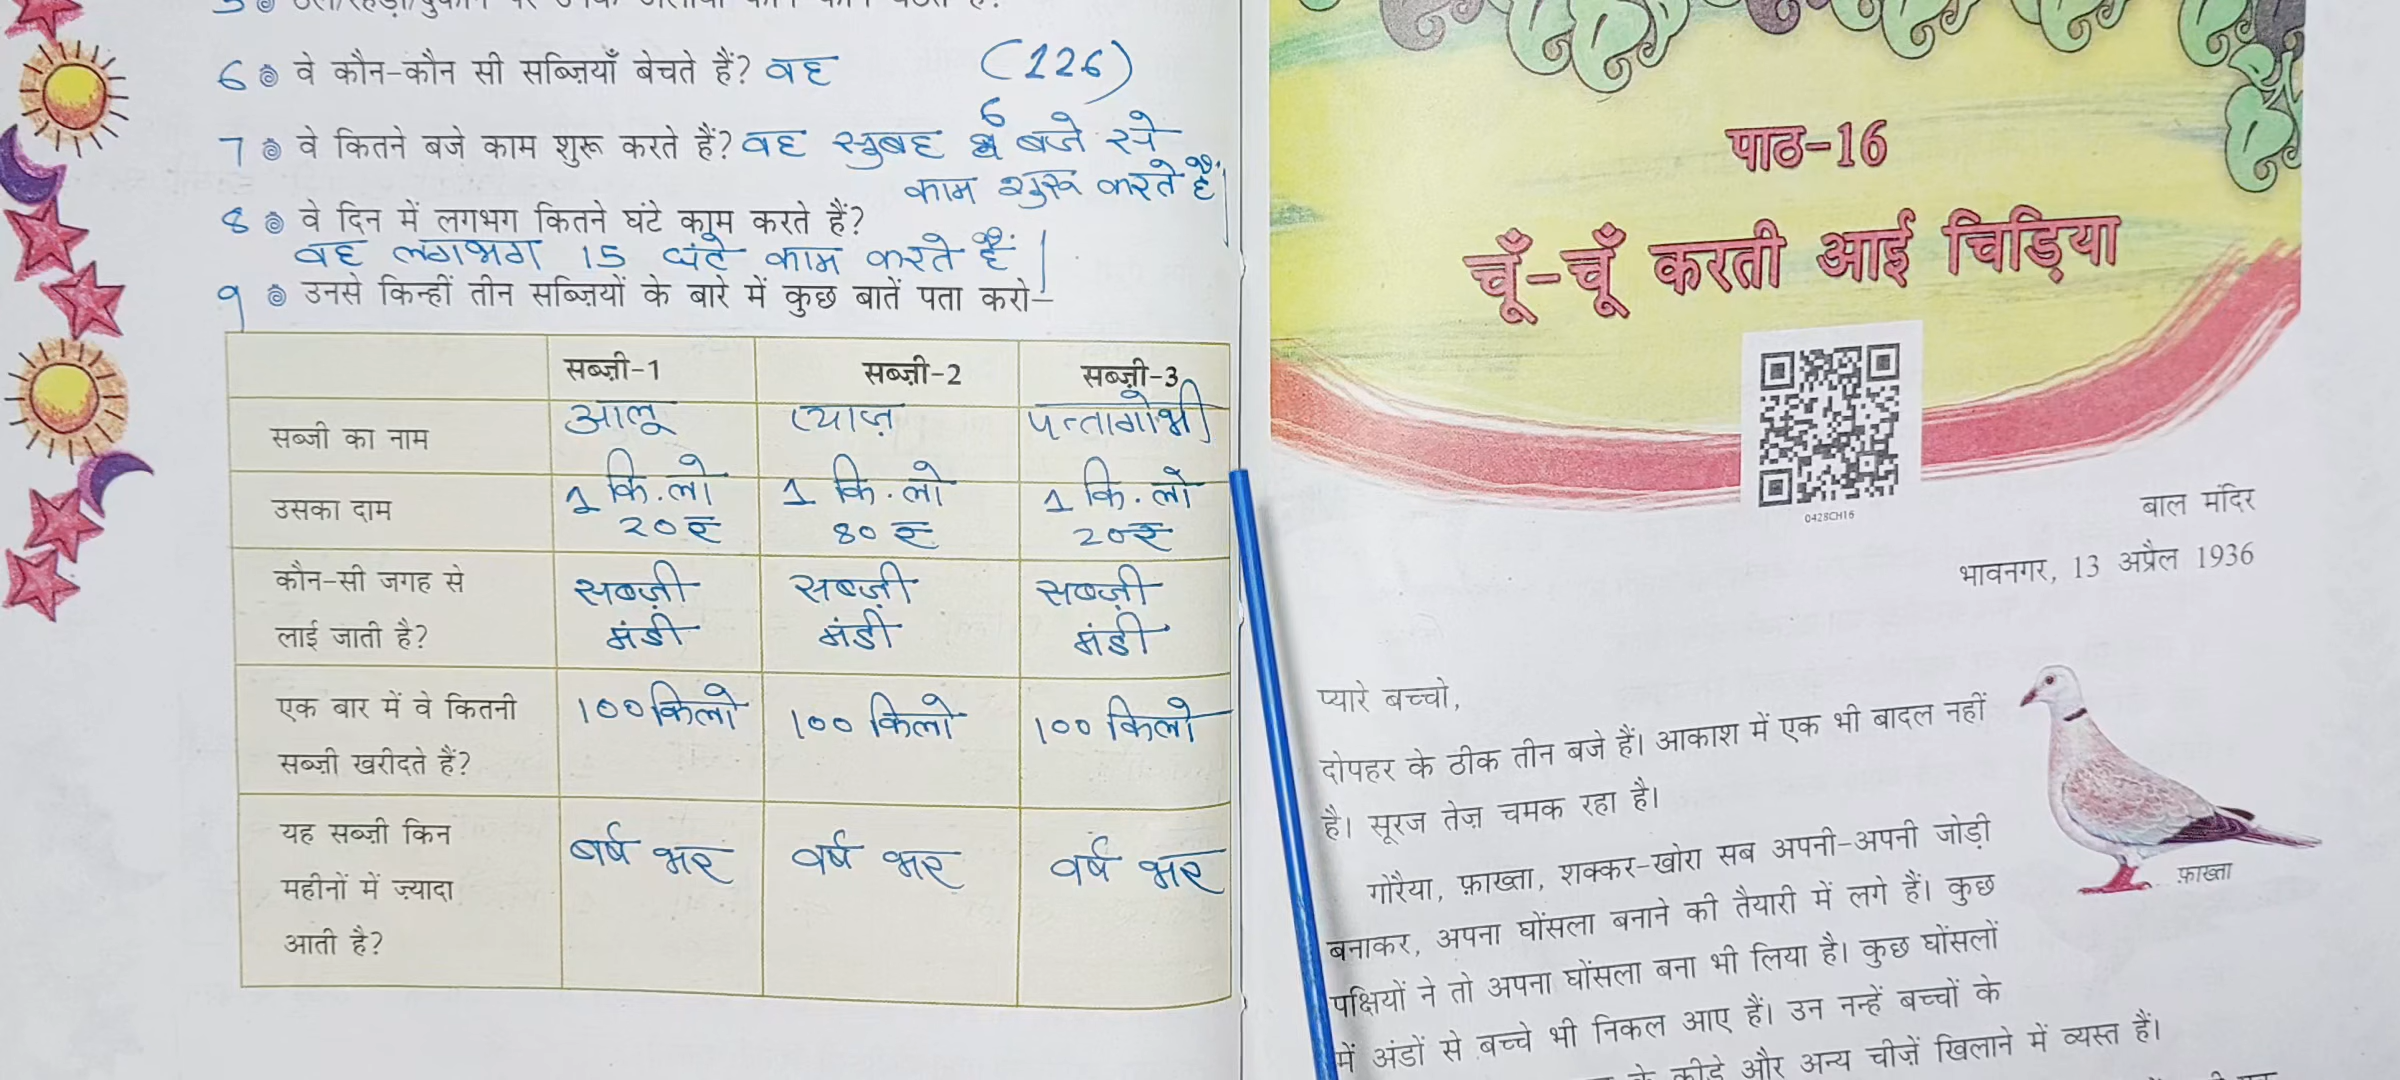 6 वे कौन-कौन सी सब्ज़ियाँ बेचते हैं? वह (126)
7 वे कितने बजे काम शुरू करते हैं? वह सुबह 6 बजे से
काम शुरू करते हैं।
8 वे दिन में लगभग कितने घंटे काम करते हैं?
वह लगभग 15 घंटे काम करते हैं।
9 उनसे किन्हीं तीन सब्ज़ियों के बारे में कुछ बातें पता करो–
सब्ज़ी-1 सब्ज़ी-2 सब्ज़ी-3
सब्ज़ी का नाम आलू प्याज़ पत्तागोभी
उसका दाम 1 कि.लो 1 कि.लो 1 कि.लो
20 रु 80 रु 20 रु
कौन-सी जगह से सब्ज़ी सब्ज़ी सब्ज़ी
लाई जाती है? मंडी मंडी मंडी
एक बार में वे कितनी 100 किलो 100 किलो 100 किलो
सब्ज़ी खरीदते हैं?
यह सब्ज़ी किन वर्ष भर वर्ष भर वर्ष भर
महीनों में ज़्यादा
आती है?
पाठ-16
चूँ-चूँ करती आई चिड़िया
0428CH16
बाल मंदिर
भावनगर, 13 अप्रैल 1936
प्यारे बच्चो,
दोपहर के ठीक तीन बजे हैं। आकाश में एक भी बादल नहीं
है। सूरज तेज़ चमक रहा है।
गोरैया, फ़ाख्ता, शक्कर-खोरा सब अपनी-अपनी जोड़ी
बनाकर, अपना घोंसला बनाने की तैयारी में लगे हैं। कुछ
पक्षियों ने तो अपना घोंसला बना भी लिया है। कुछ घोंसलों
में अंडों से बच्चे भी निकल आए हैं। उन नन्हें बच्चों के
के कीड़े और अन्य चीज़ें खिलाने में व्यस्त हैं।
फ़ाख्ता